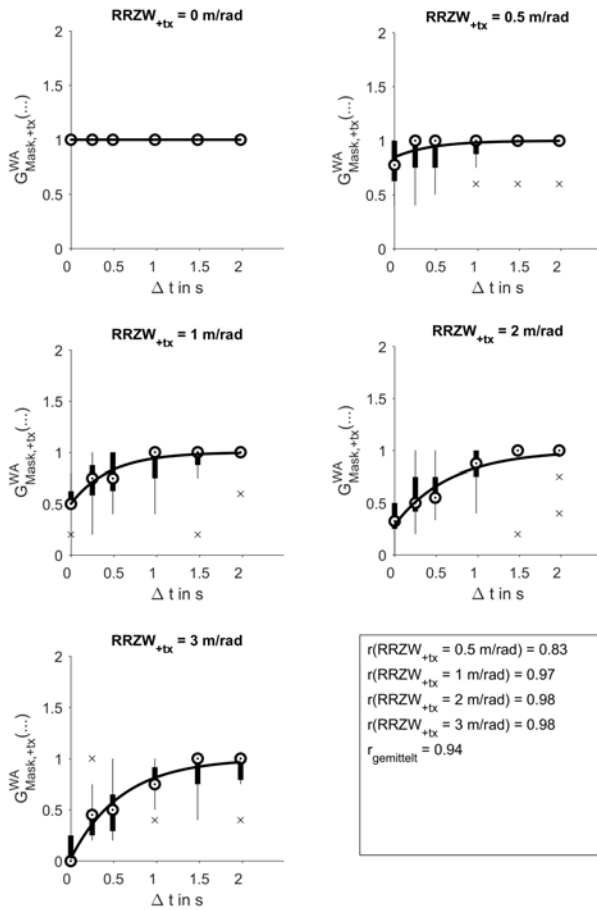 RRZW+tx = 0 m/rad
2
1.5
1
0.5
0
G^WA_Mask,+tx(...)
0 0.5 1 1.5 2
Δ t in s
RRZW+tx = 0.5 m/rad
2
1.5
1
0.5
0
G^WA_Mask,+tx(...)
0 0.5 1 1.5 2
Δ t in s
RRZW+tx = 1 m/rad
2
1.5
1
0.5
0
G^WA_Mask,+tx(...)
0 0.5 1 1.5 2
Δ t in s
RRZW+tx = 2 m/rad
2
1.5
1
0.5
0
G^WA_Mask,+tx(...)
0 0.5 1 1.5 2
Δ t in s
RRZW+tx = 3 m/rad
2
1.5
1
0.5
0
G^WA_Mask,+tx(...)
0 0.5 1 1.5 2
Δ t in s
r(RRZW+tx = 0.5 m/rad) = 0.83
r(RRZW+tx = 1 m/rad) = 0.97
r(RRZW+tx = 2 m/rad) = 0.98
r(RRZW+tx = 3 m/rad) = 0.98
r_gemittelt = 0.94